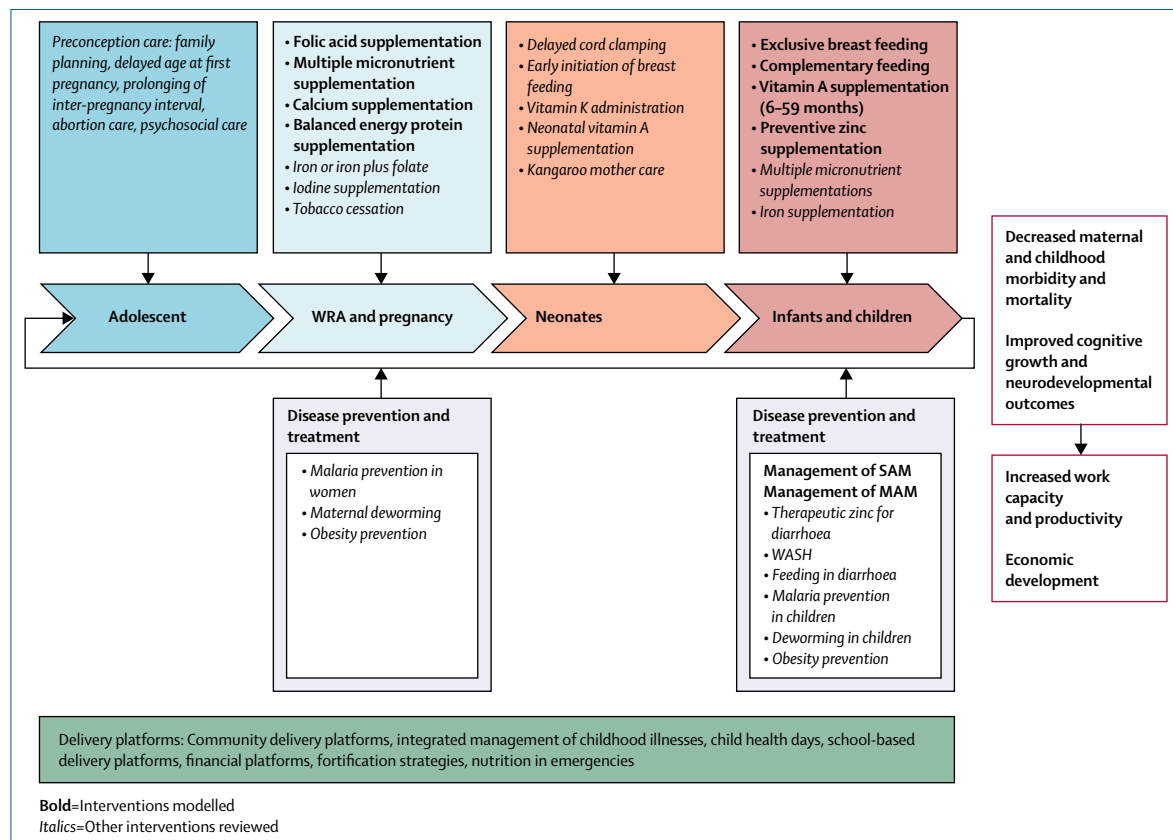 Preconception care: family
planning, delayed age at first
pregnancy, prolonging of
inter-pregnancy interval,
abortion care, psychosocial care
• Folic acid supplementation
• Multiple micronutrient
supplementation
• Calcium supplementation
• Balanced energy protein
supplementation
• Iron or iron plus folate
• Iodine supplementation
• Tobacco cessation
• Delayed cord clamping
• Early initiation of breast
feeding
• Vitamin K administration
• Neonatal vitamin A
supplementation
• Kangaroo mother care
• Exclusive breast feeding
• Complementary feeding
• Vitamin A supplementation
(6–59 months)
• Preventive zinc
supplementation
• Multiple micronutrient
supplementations
• Iron supplementation
Adolescent
WRA and pregnancy
Neonates
Infants and children
Disease prevention and
treatment
• Malaria prevention in
women
• Maternal deworming
• Obesity prevention
Disease prevention and
treatment
Management of SAM
Management of MAM
• Therapeutic zinc for
diarrhoea
• WASH
• Feeding in diarrhoea
• Malaria prevention
in children
• Deworming in children
• Obesity prevention
Decreased maternal
and childhood
morbidity and
mortality
Improved cognitive
growth and
neurodevelopmental
outcomes
Increased work
capacity
and productivity
Economic
development
Delivery platforms: Community delivery platforms, integrated management of childhood illnesses, child health days, school-based
delivery platforms, financial platforms, fortification strategies, nutrition in emergencies
Bold=Interventions modelled
Italics=Other interventions reviewed